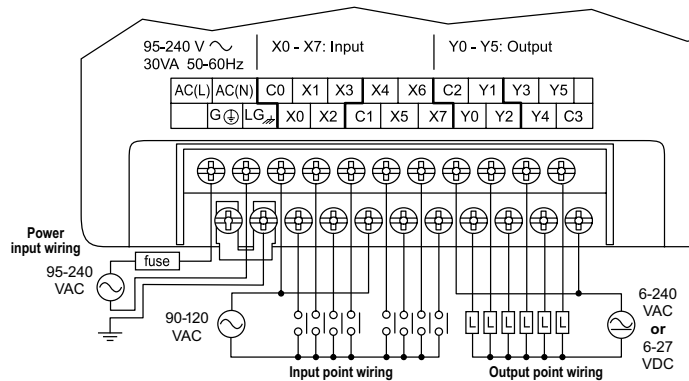 95-240 V ∿ X0 - X7: Input Y0 - Y5: Output
30VA 50-60Hz
AC(L) AC(N) C0 X1 X3 X4 X6 C2 Y1 Y3 Y5
G LG X0 X2 C1 X5 X7 Y0 Y2 Y4 C3
Power
input wiring
fuse
95-240
VAC
90-120
VAC
L L L L L L
6-240
VAC
or
6-27
VDC
Input point wiring Output point wiring